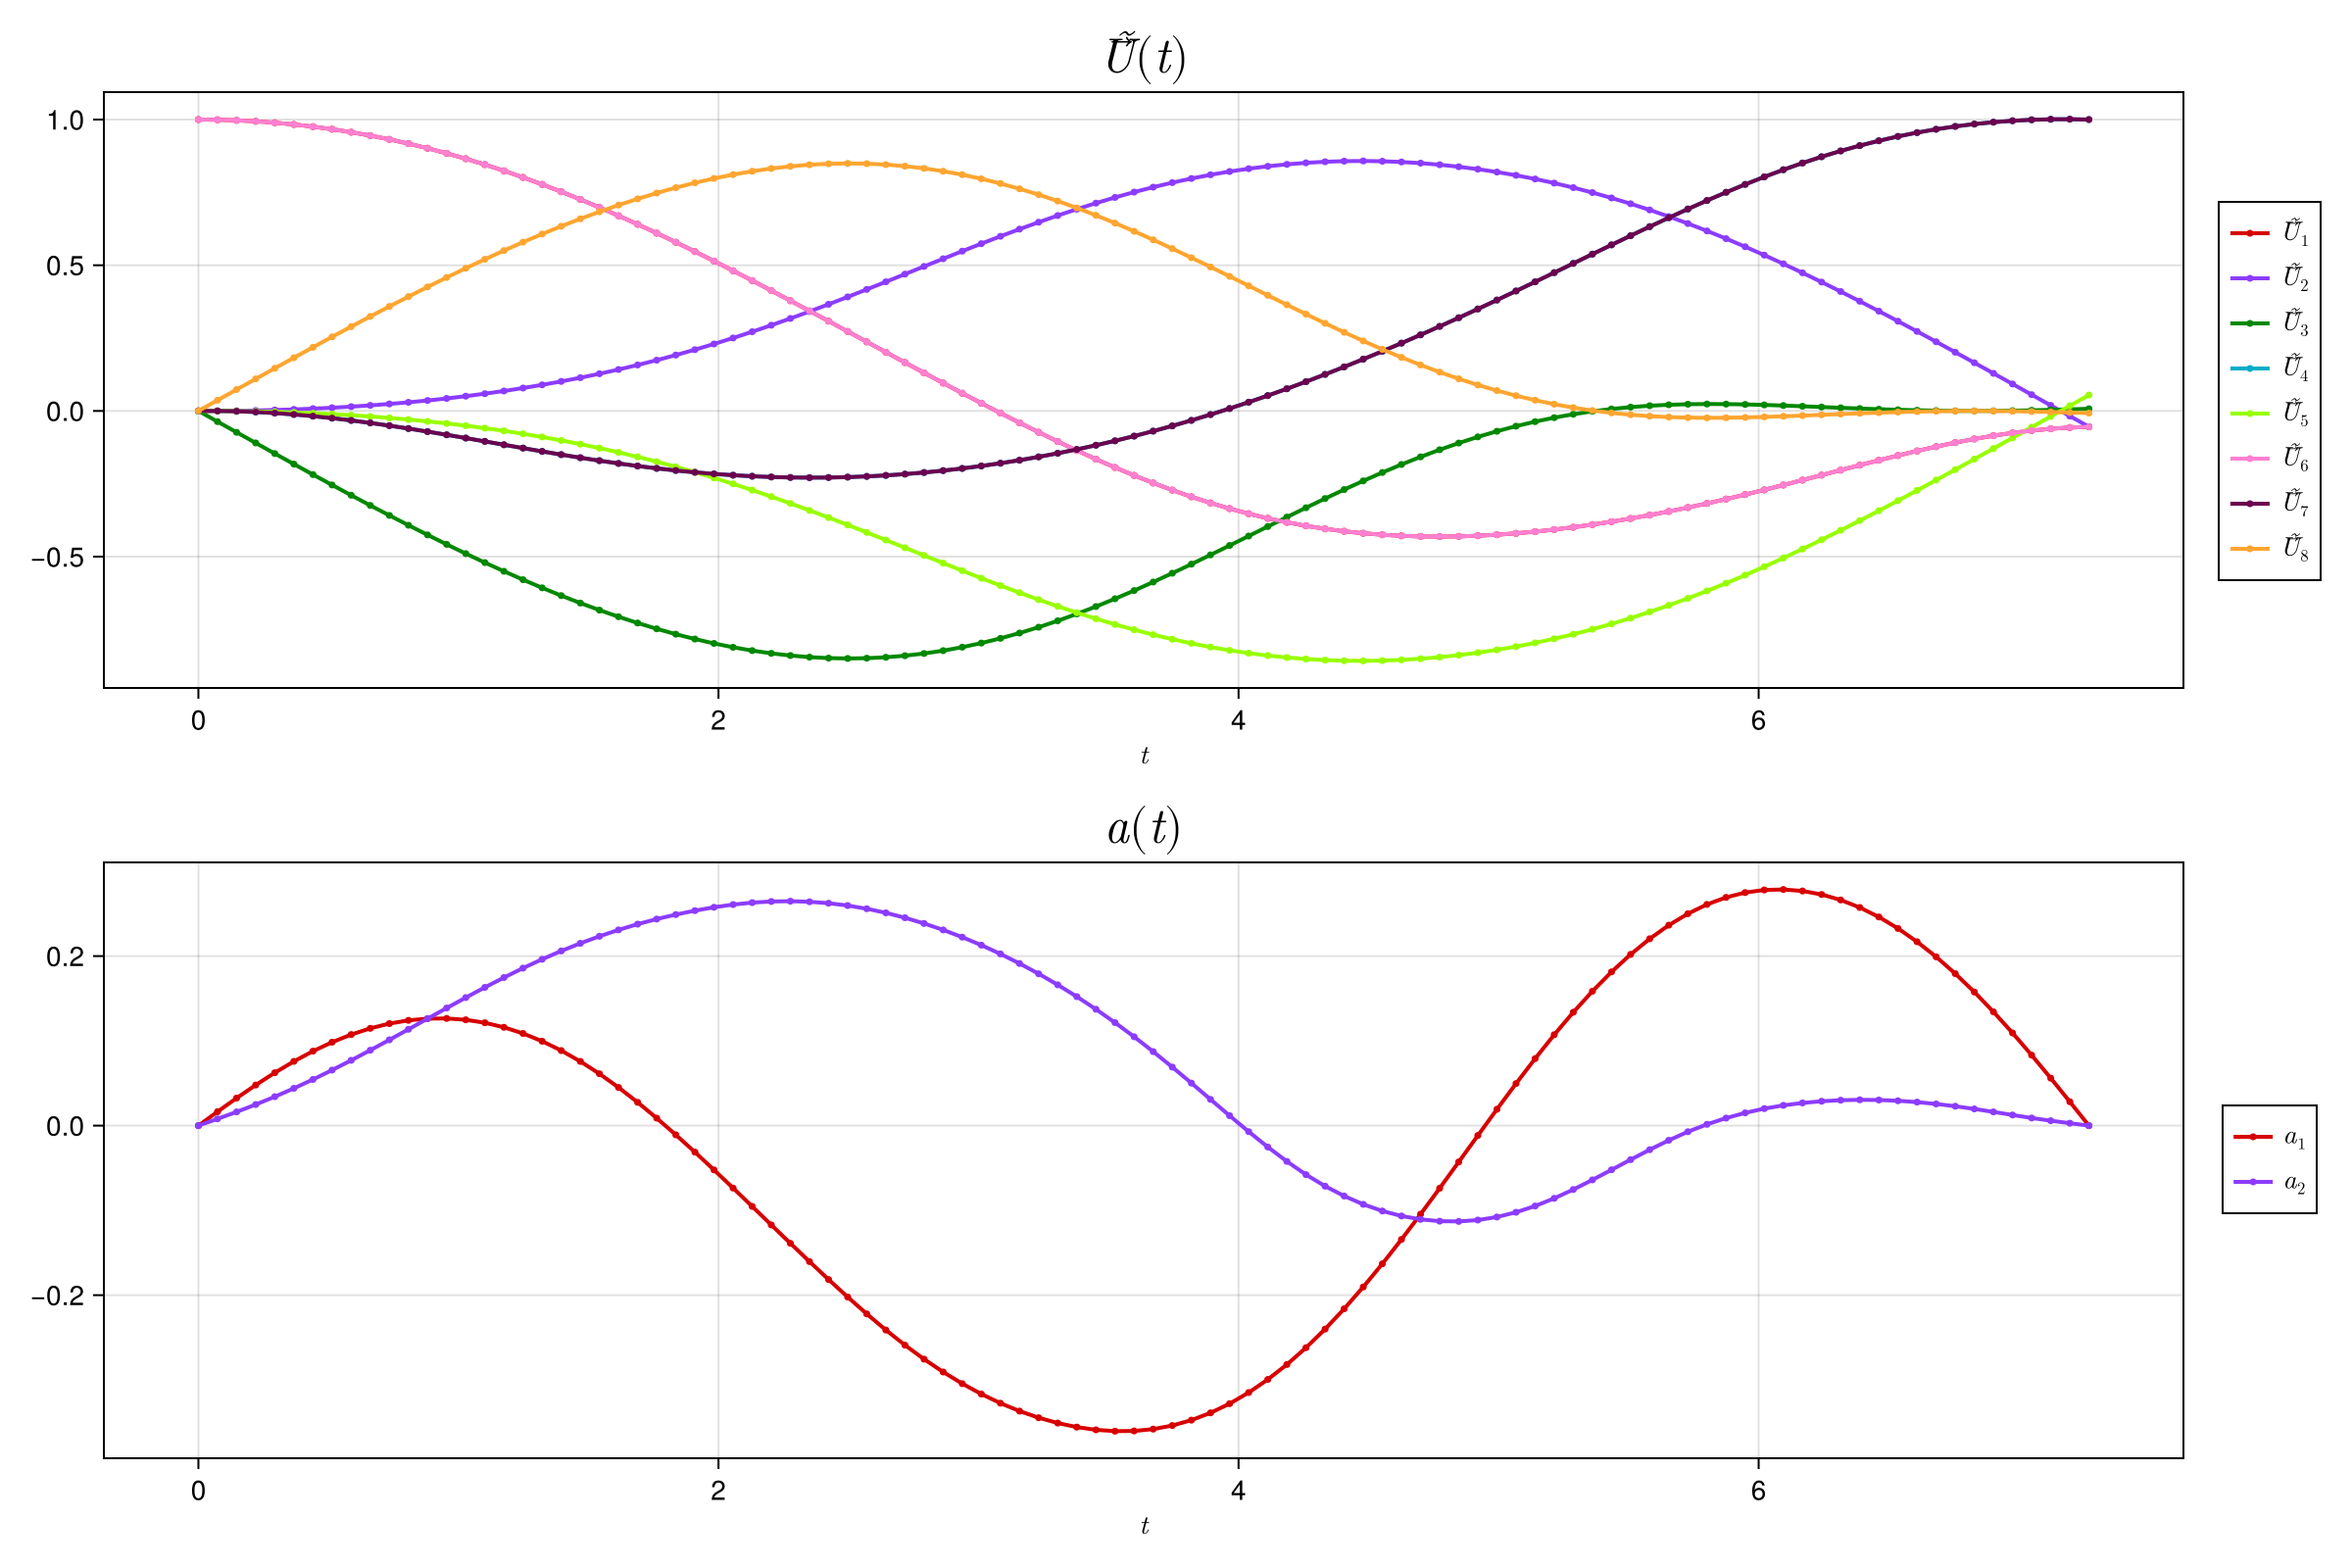 Ũ⃗(t)
1.0
0.5
0.0
−0.5
0 2 4 6
t
Ũ⃗₁
Ũ⃗₂
Ũ⃗₃
Ũ⃗₄
Ũ⃗₅
Ũ⃗₆
Ũ⃗₇
Ũ⃗₈
a(t)
0.2
0.0
−0.2
0 2 4 6
t
a₁
a₂